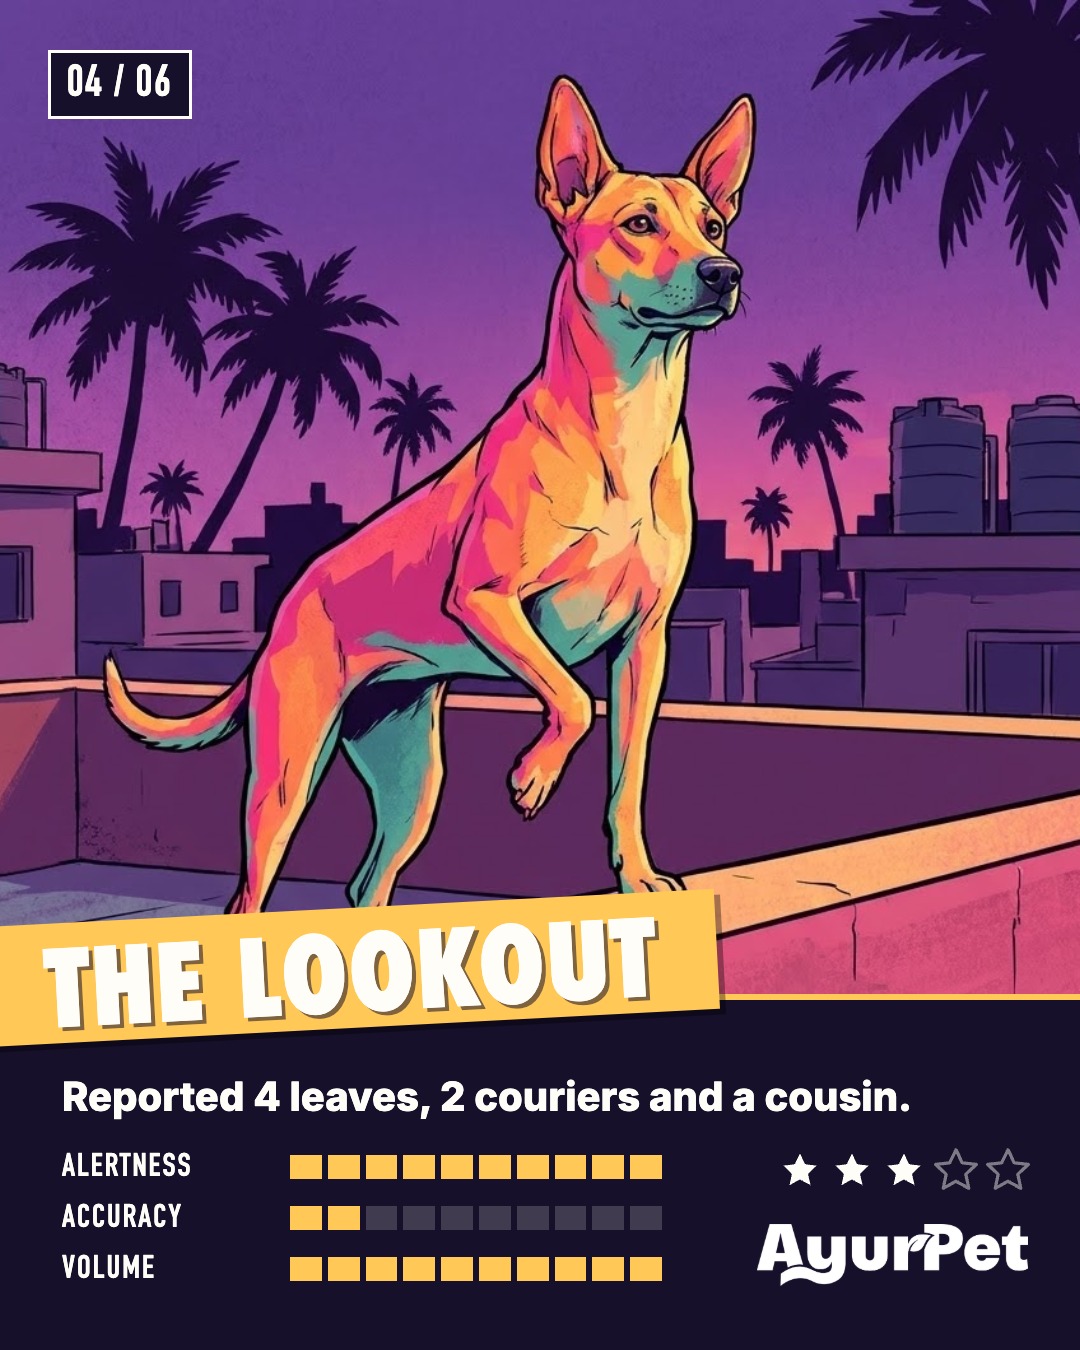 04 / 06
THE LOOKOUT
Reported 4 leaves, 2 couriers and a cousin.
ALERTNESS
ACCURACY
VOLUME
AyurPet